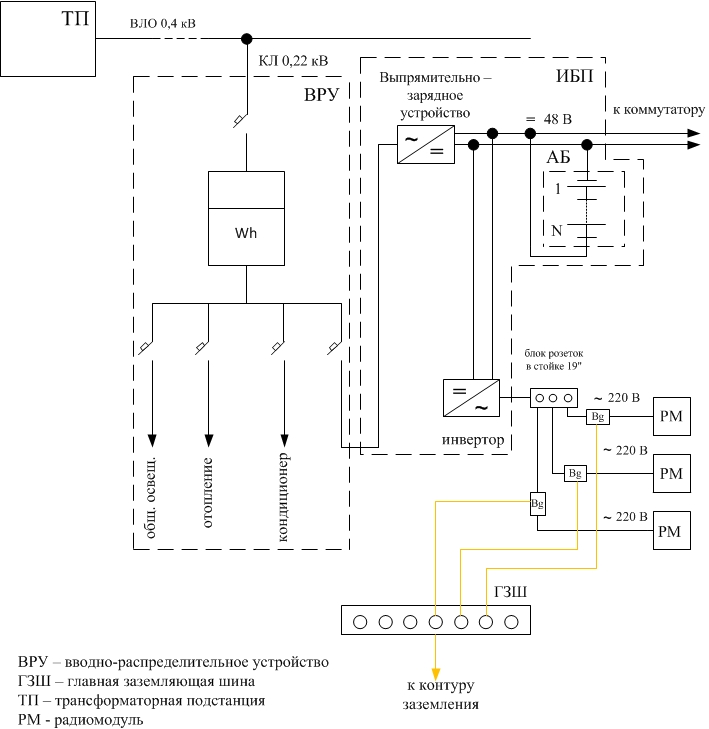 ТП
ВЛО 0,4 кВ
КЛ 0,22 кВ
ВРУ
ИБП
Выпрямительно –
зарядное
устройство
~
=
= 48 В
к коммутатору
АБ
1
N
Wh
блок розеток
в стойке 19"
=
~
инвертор
~ 220 В
Bg
РМ
~ 220 В
Bg
РМ
~ 220 В
Bg
РМ
общ. освещ.
отопление
кондиционер
ГЗШ
к контуру
заземления
ВРУ – вводно-распределительное устройство
ГЗШ – главная заземляющая шина
ТП – трансформаторная подстанция
РМ - радиомодуль